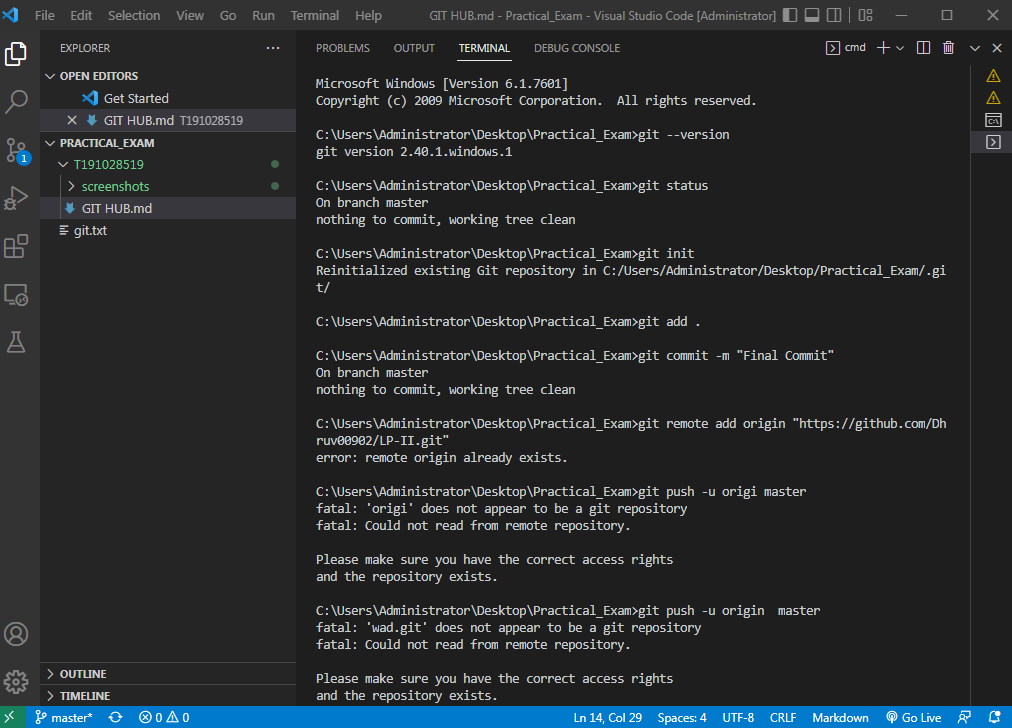 File Edit Selection View Go Run Terminal Help GIT HUB.md - Practical_Exam - Visual Studio Code [Administrator]
EXPLORER
OPEN EDITORS
Get Started
GIT HUB.md T191028519
PRACTICAL_EXAM
T191028519
screenshots
GIT HUB.md
git.txt
OUTLINE
TIMELINE
1
PROBLEMS OUTPUT TERMINAL DEBUG CONSOLE
cmd
Microsoft Windows [Version 6.1.7601]
Copyright (c) 2009 Microsoft Corporation.  All rights reserved.
C:\Users\Administrator\Desktop\Practical_Exam>git --version
git version 2.40.1.windows.1
C:\Users\Administrator\Desktop\Practical_Exam>git status
On branch master
nothing to commit, working tree clean
C:\Users\Administrator\Desktop\Practical_Exam>git init
Reinitialized existing Git repository in C:/Users/Administrator/Desktop/Practical_Exam/.gi
t/
C:\Users\Administrator\Desktop\Practical_Exam>git add .
C:\Users\Administrator\Desktop\Practical_Exam>git commit -m "Final Commit"
On branch master
nothing to commit, working tree clean
C:\Users\Administrator\Desktop\Practical_Exam>git remote add origin "https://github.com/Dh
ruv00902/LP-II.git"
error: remote origin already exists.
C:\Users\Administrator\Desktop\Practical_Exam>git push -u origi master
fatal: 'origi' does not appear to be a git repository
fatal: Could not read from remote repository.
Please make sure you have the correct access rights
and the repository exists.
C:\Users\Administrator\Desktop\Practical_Exam>git push -u origin  master
fatal: 'wad.git' does not appear to be a git repository
fatal: Could not read from remote repository.
Please make sure you have the correct access rights
and the repository exists.
master* 0 0 Ln 14, Col 29 Spaces: 4 UTF-8 CRLF Markdown Go Live